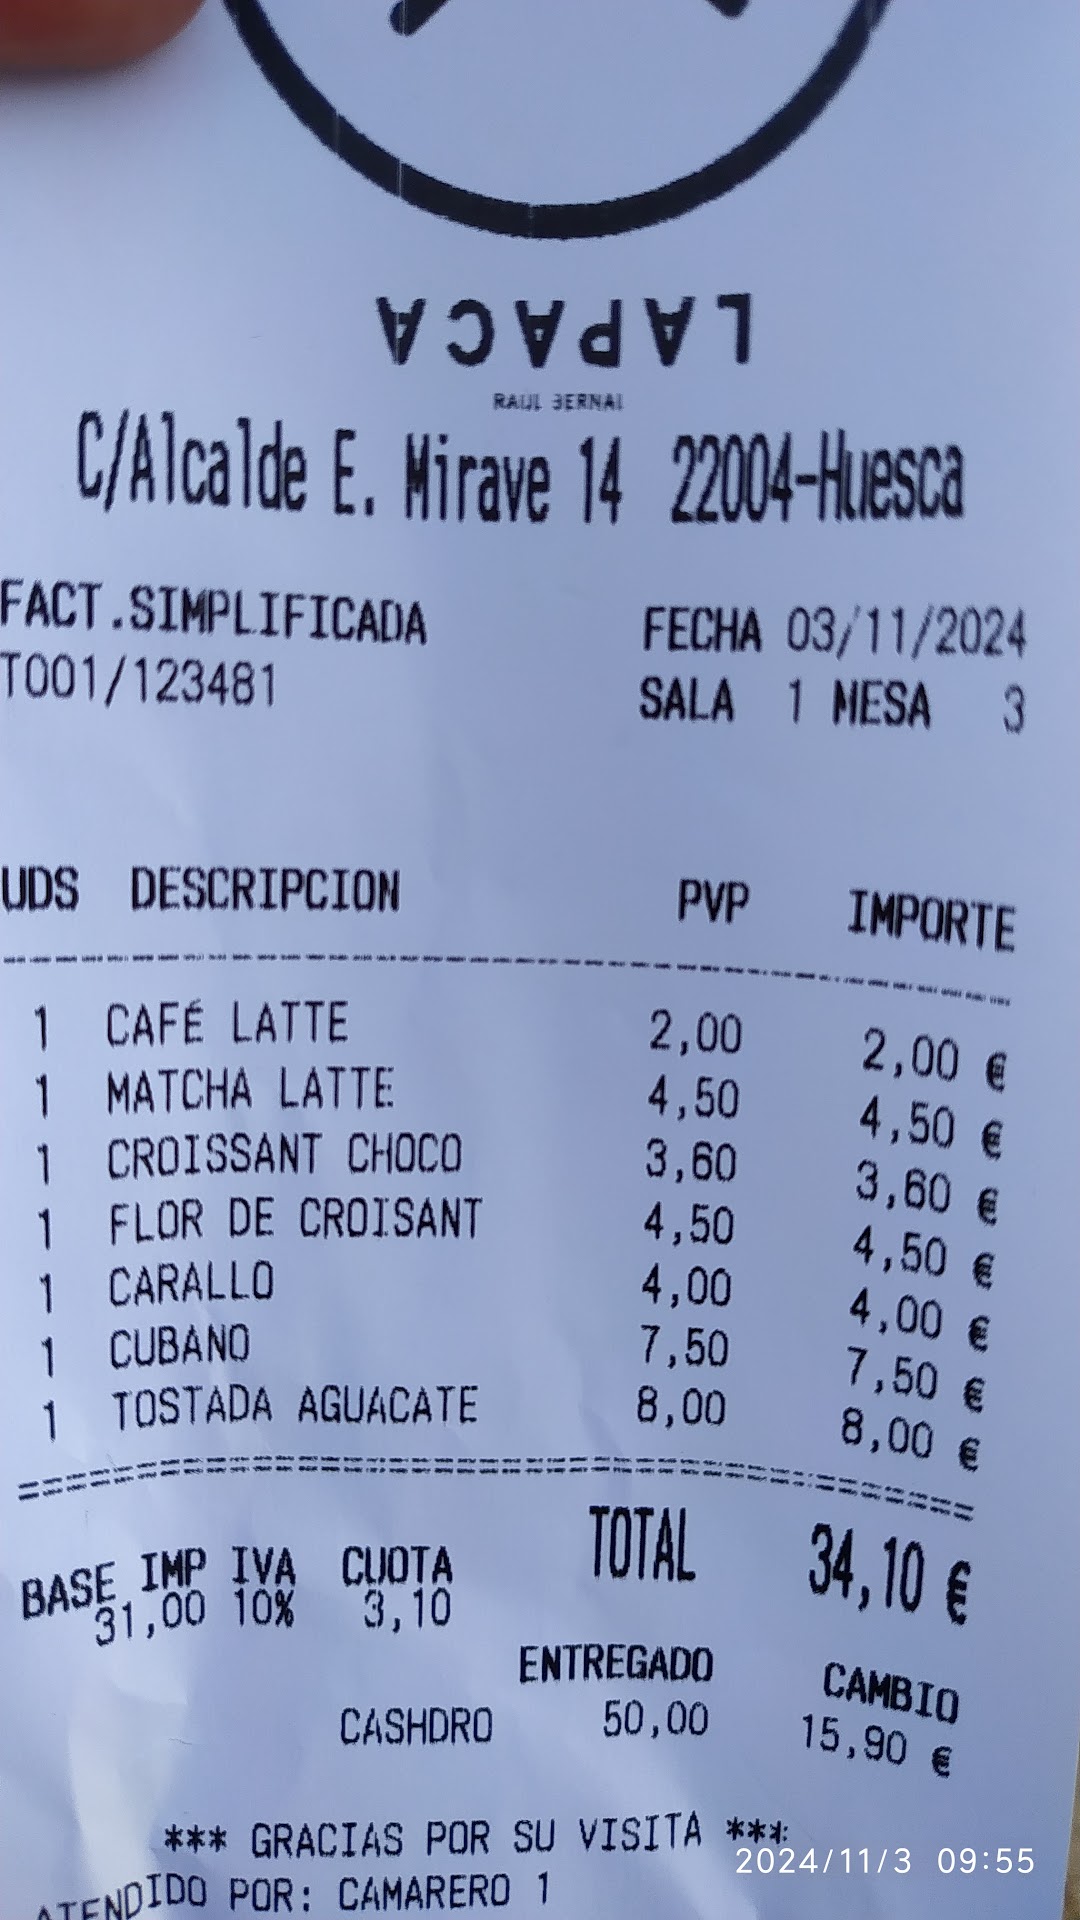 LAPACA
RAÚL BERNAL
C/Alcalde E. Mirave 14 22004-Huesca
FACT.SIMPLIFICADA FECHA 03/11/2024
T001/123481 SALA 1 MESA 3
UDS DESCRIPCION PVP IMPORTE
1 CAFÉ LATTE 2,00 2,00 €
1 MATCHA LATTE 4,50 4,50 €
1 CROISSANT CHOCO 3,60 3,60 €
1 FLOR DE CROISANT 4,50 4,50 €
1 CARALLO 4,00 4,00 €
1 CUBANO 7,50 7,50 €
1 TOSTADA AGUACATE 8,00 8,00 €
TOTAL 34,10 €
BASE IMP IVA CUOTA
31,00 10% 3,10
ENTREGADO CAMBIO
CASHDRO 50,00 15,90 €
*** GRACIAS POR SU VISITA ***
ATENDIDO POR: CAMARERO 1
2024/11/3 09:55